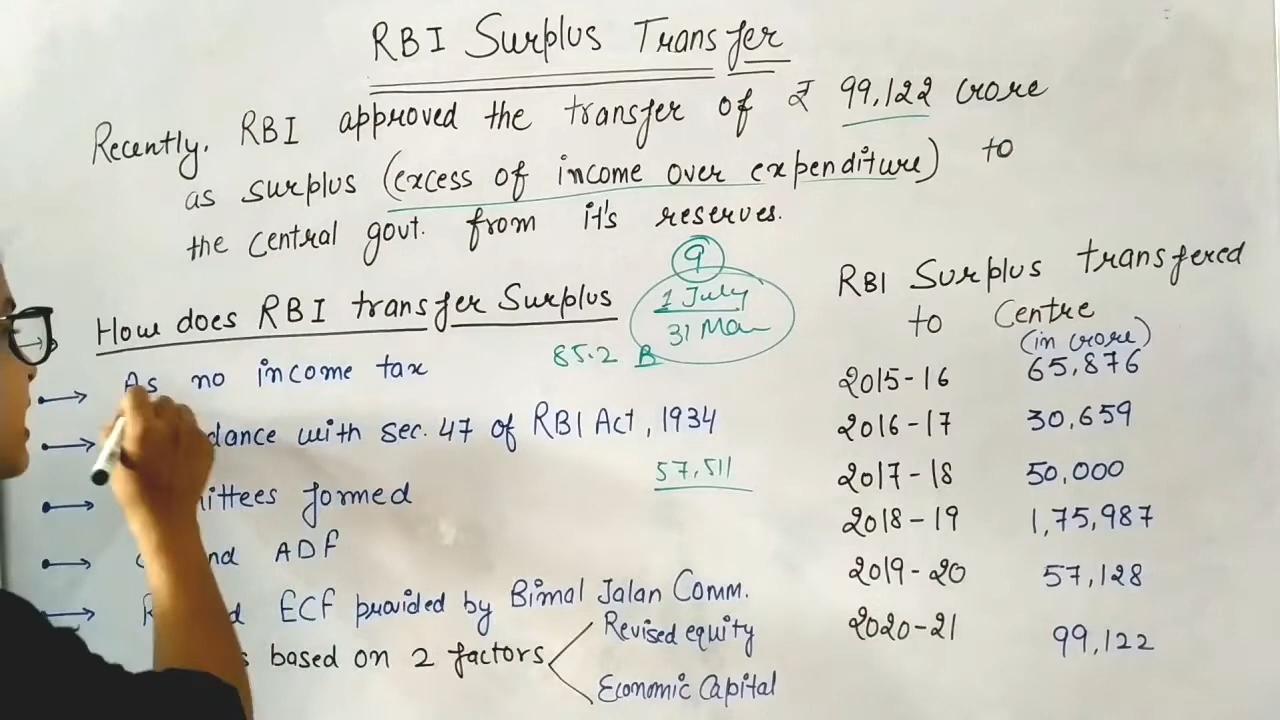 RBI Surplus Transfer
Recently, RBI approved the transfer of ₹ 99,122 crore
as surplus (excess of income over expenditure) to
the central govt. from it's reserves.
How does RBI transfer Surplus
9
1 July
31 Mar
85.2 B
As no income tax
dance with sec. 47 of RBI Act, 1934
57,511
ittees formed
nd ADF
ECF provided by Bimal Jalan Comm.
based on 2 factors
Revised equity
Economic Capital
RBI Surplus transfered
to Centre
(in crore)
2015-16 65,876
2016-17 30,659
2017-18 50,000
2018-19 1,75,987
2019-20 57,128
2020-21 99,122